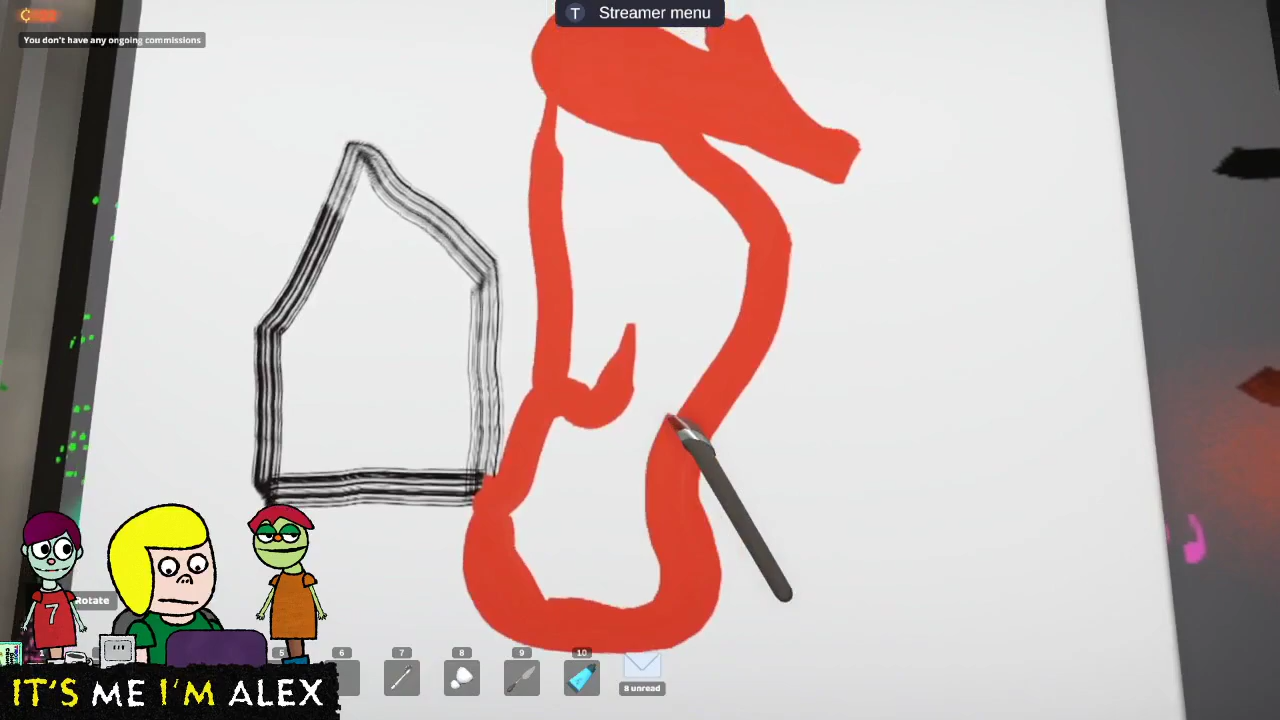 T Streamer menu
You don't have any ongoing commissions
7
Rotate
5 6 7 8 9 10
8 unread
IT'S ME I'M ALEX